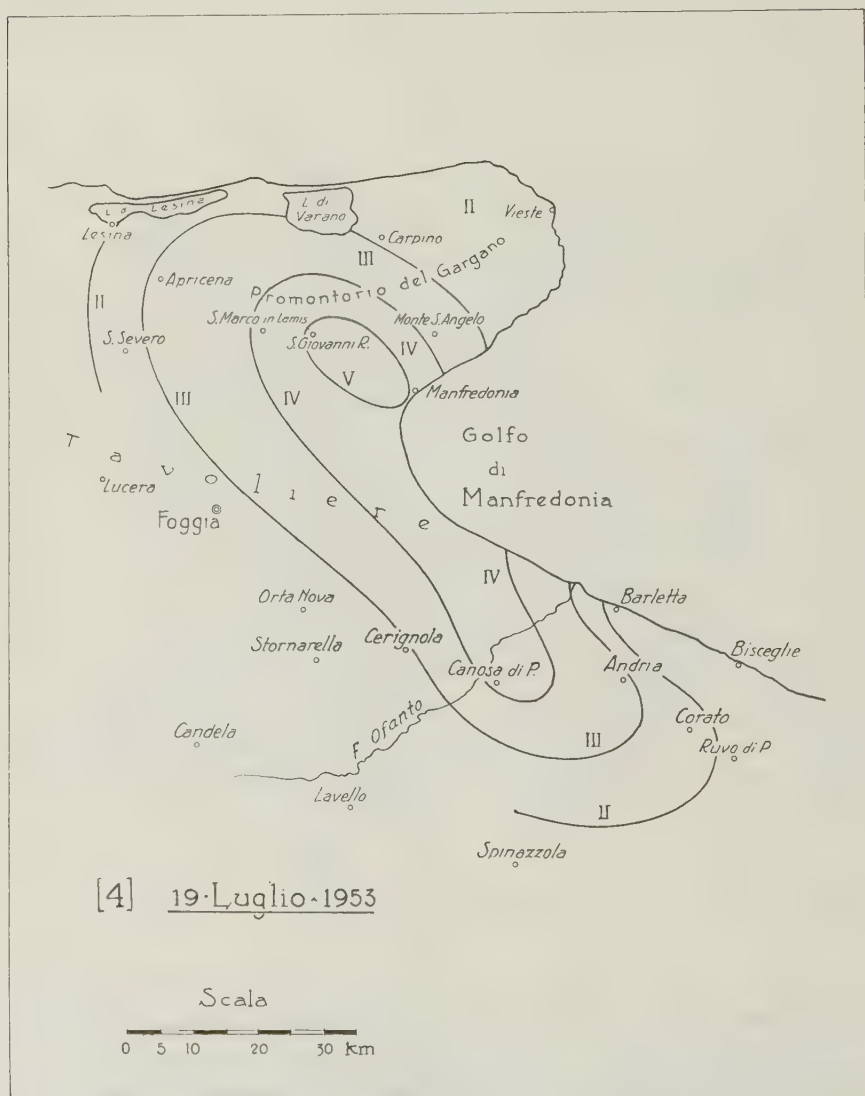 L. di Lesina
Lesina
L. di
Varano
II
Vieste
Carpino
III
Apricena
Promontorio del Gargano
II
S. Marco in Lamis
Monte S. Angelo
S. Severo
S. Giovanni R.
IV
V
III
IV
Manfredonia
Golfo
di
Manfredonia
Tavoliere
Lucera
Foggia
IV
Orta Nova
Barletta
Stornarella
Cerignola
Bisceglie
Canosa di P.
Andria
Candela
F. Ofanto
Corato
III
Ruvo di P
Lavello
II
Spinazzola
[4] 19·Luglio-1953
Scala
0 5 10 20 30 km